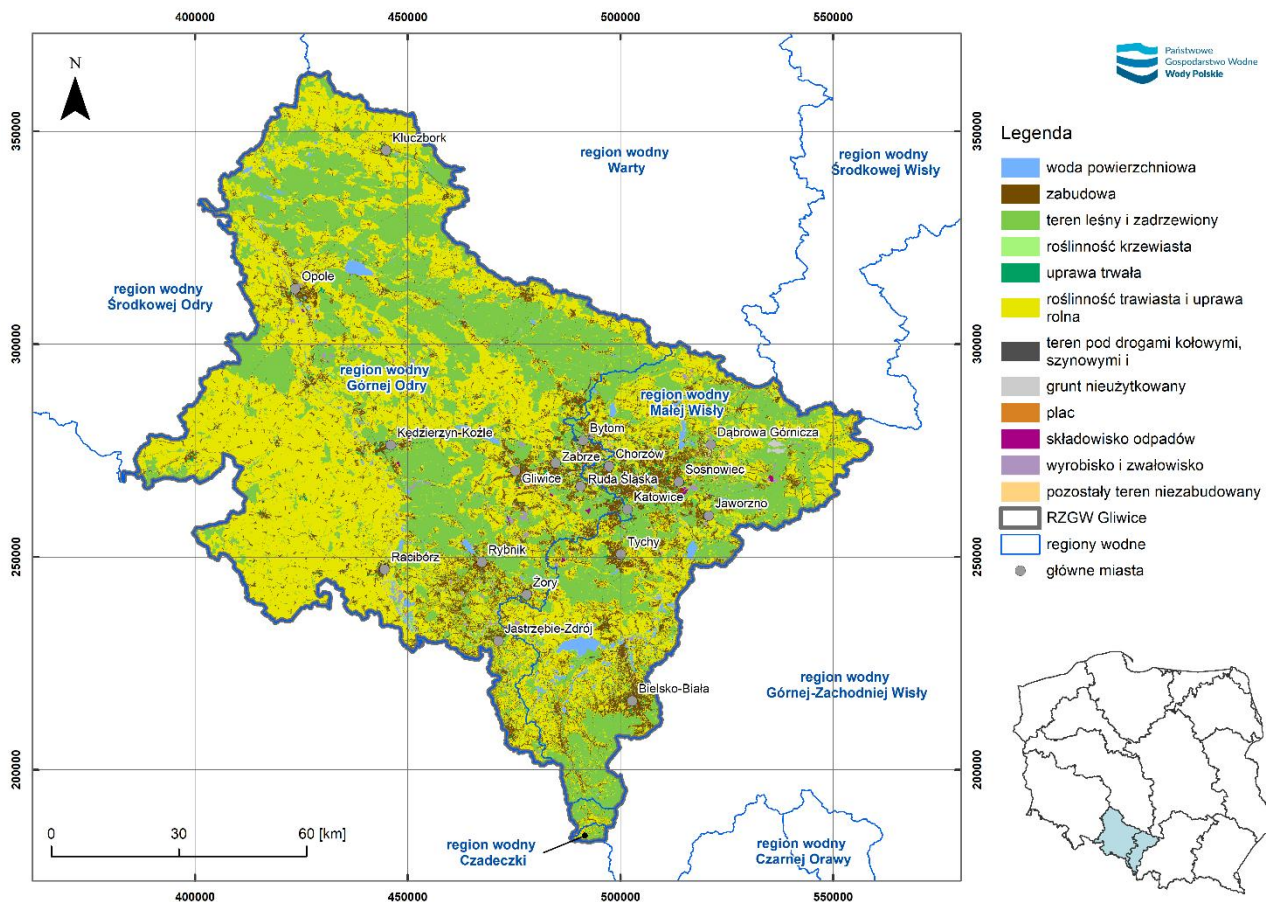 400000
450000
500000
550000
N
350000
350000
300000
300000
250000
250000
200000
200000
400000
450000
500000
550000
Kluczbork
region wodny
Warty
region wodny
Środkowej Wisły
region wodny
Środkowej Odry
Opole
region wodny
Górnej Odry
region wodny
Małej Wisły
Kędzierzyn-Koźle
Bytom
Dąbrowa Górnicza
Zabrze
Chorzów
Gliwice
Ruda Śląska
Sosnowiec
Katowice
Jaworzno
Racibórz
Rybnik
Tychy
Żory
Jastrzębie-Zdrój
Bielsko-Biała
region wodny
Górnej-Zachodniej Wisły
region wodny
Czadeczki
region wodny
Czarnej Orawy
0
30
60 [km]
Państwowe
Gospodarstwo Wodne
Wody Polskie
Legenda
woda powierzchniowa
zabudowa
teren leśny i zadrzewiony
roślinność krzewiasta
uprawa trwała
roślinność trawiasta i uprawa
rolna
teren pod drogami kołowymi,
szynowymi i
grunt nieużytkowany
plac
składowisko odpadów
wyrobisko i zwałowisko
pozostały teren niezabudowany
RZGW Gliwice
regiony wodne
główne miasta